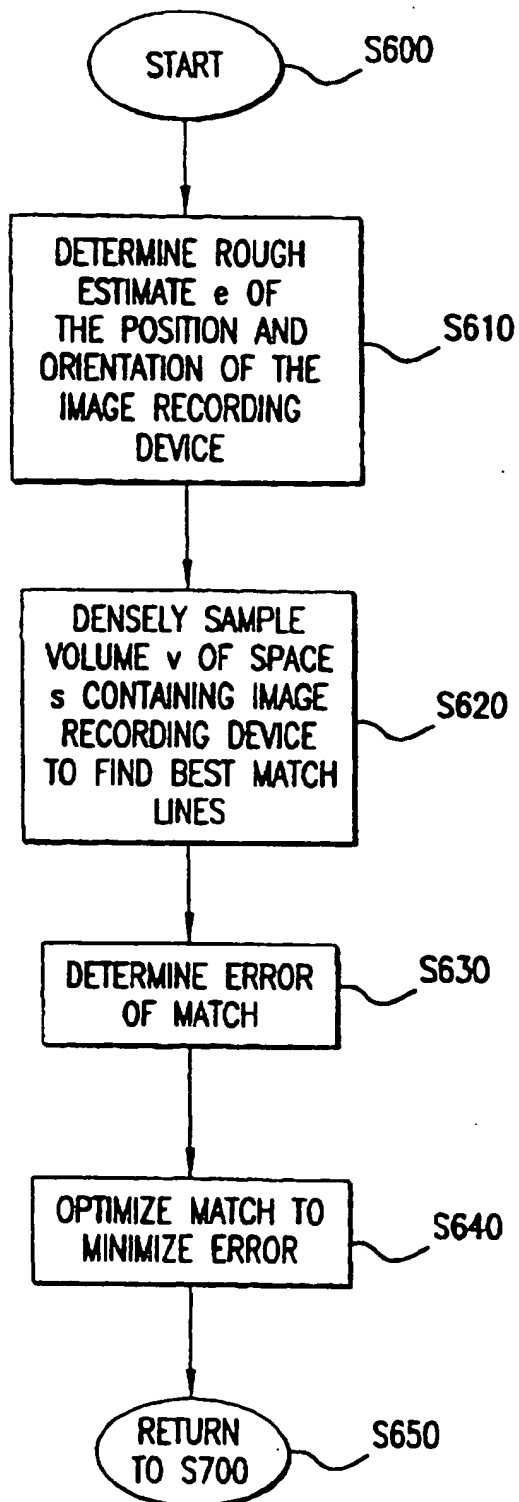 START
S600
DETERMINE ROUGH
ESTIMATE e OF
THE POSITION AND
ORIENTATION OF THE
IMAGE RECORDING
DEVICE
S610
DENSELY SAMPLE
VOLUME v OF SPACE
s CONTAINING IMAGE
RECORDING DEVICE
TO FIND BEST MATCH
LINES
S620
DETERMINE ERROR
OF MATCH
S630
OPTIMIZE MATCH TO
MINIMIZE ERROR
S640
RETURN
TO S700
S650